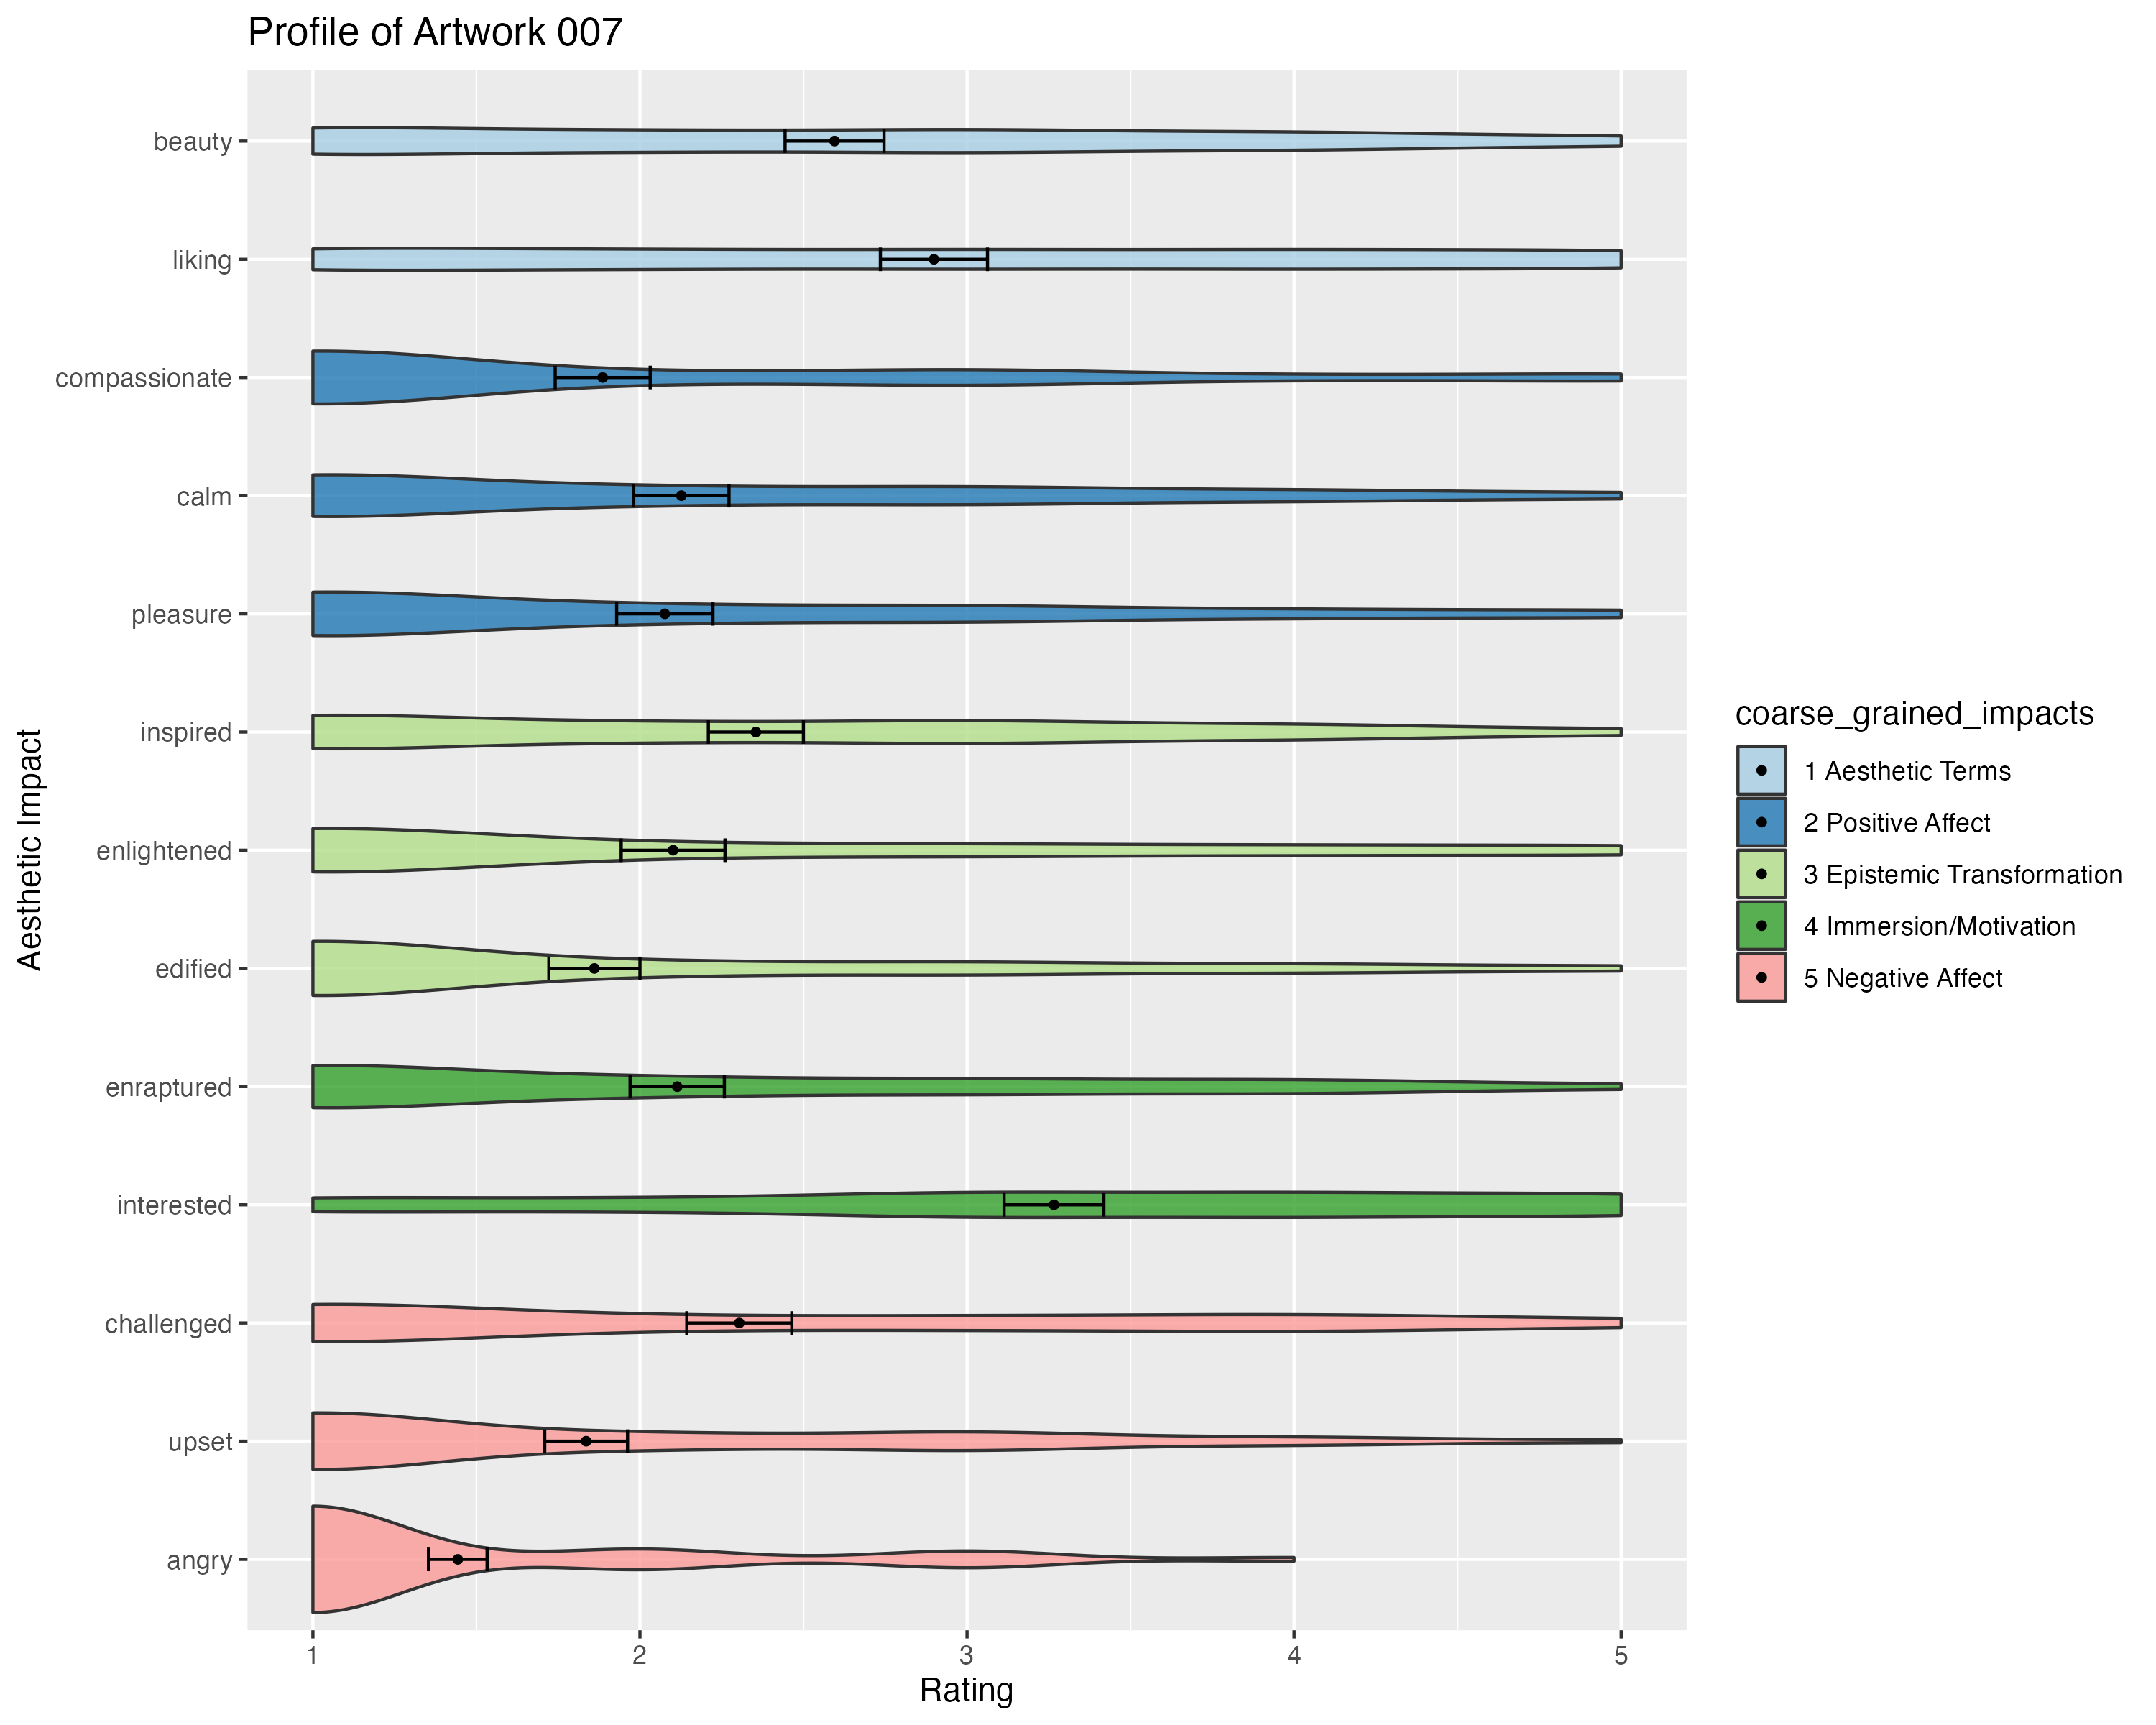 Profile of Artwork 007
beauty
liking
compassionate
calm
pleasure
inspired
enlightened
edified
enraptured
interested
challenged
upset
angry
Aesthetic Impact
1 2 3 4 5
Rating
coarse_grained_impacts
1 Aesthetic Terms
2 Positive Affect
3 Epistemic Transformation
4 Immersion/Motivation
5 Negative Affect